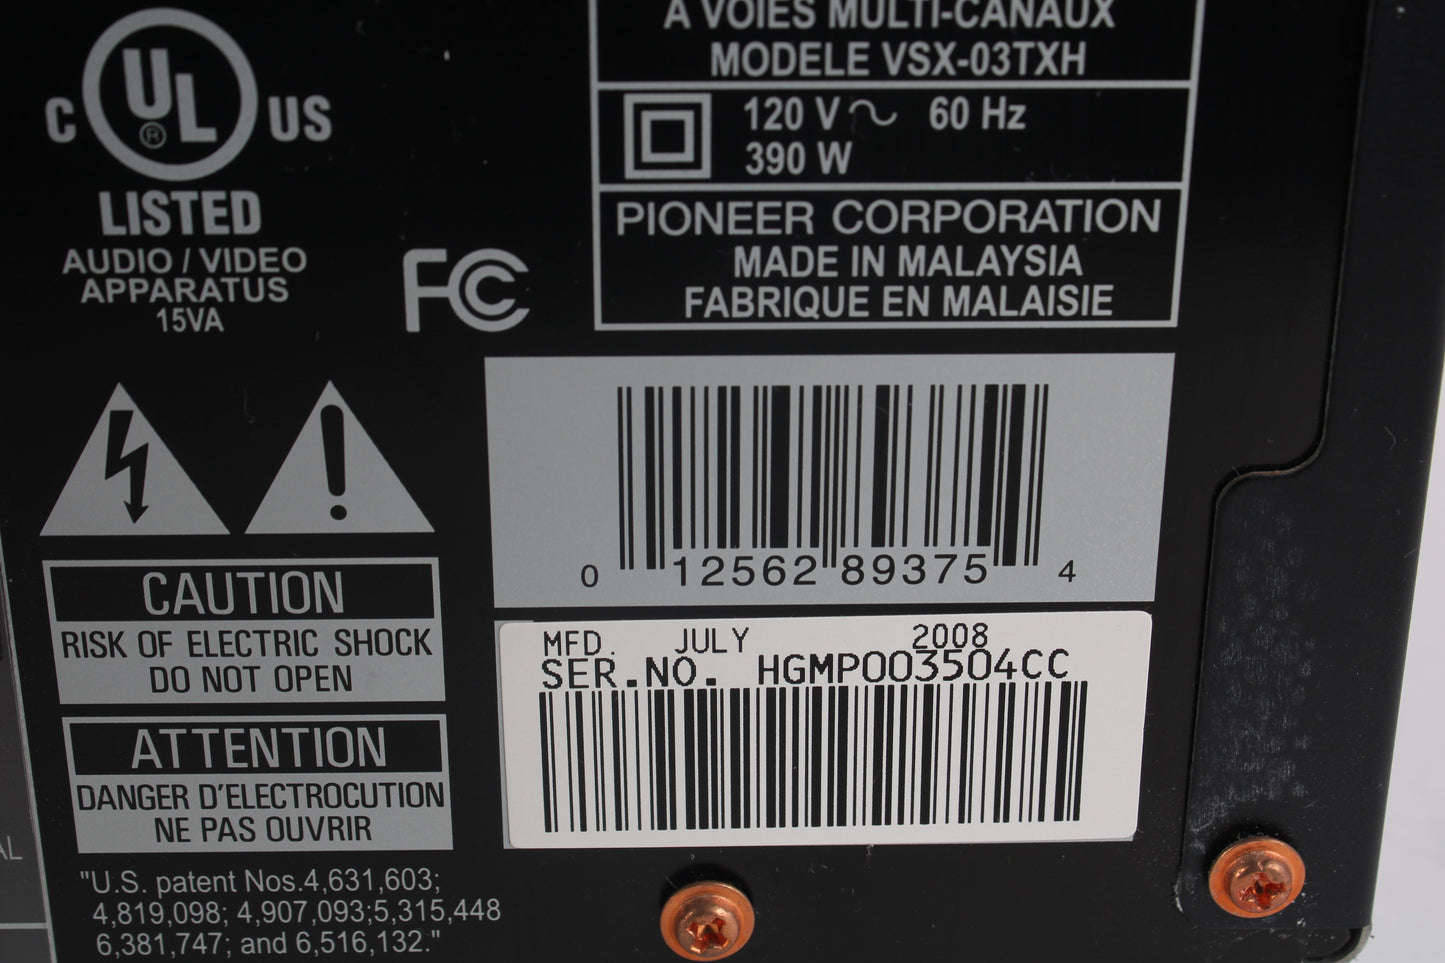 A VOIES MULTI-CANAUX
MODELE VSX-03TXH
120 V ~ 60 Hz
390 W
PIONEER CORPORATION
MADE IN MALAYSIA
FABRIQUE EN MALAISIE
C UL ® US
LISTED
AUDIO / VIDEO
APPARATUS
15VA
FC
CAUTION
RISK OF ELECTRIC SHOCK
DO NOT OPEN
ATTENTION
DANGER D'ELECTROCUTION
NE PAS OUVRIR
"U.S. patent Nos.4,631,603;
4,819,098; 4,907,093;5,315,448
6,381,747; and 6,516,132."
0 12562 89375 4
MFD. JULY 2008
SER.NO. HGMP003504CC